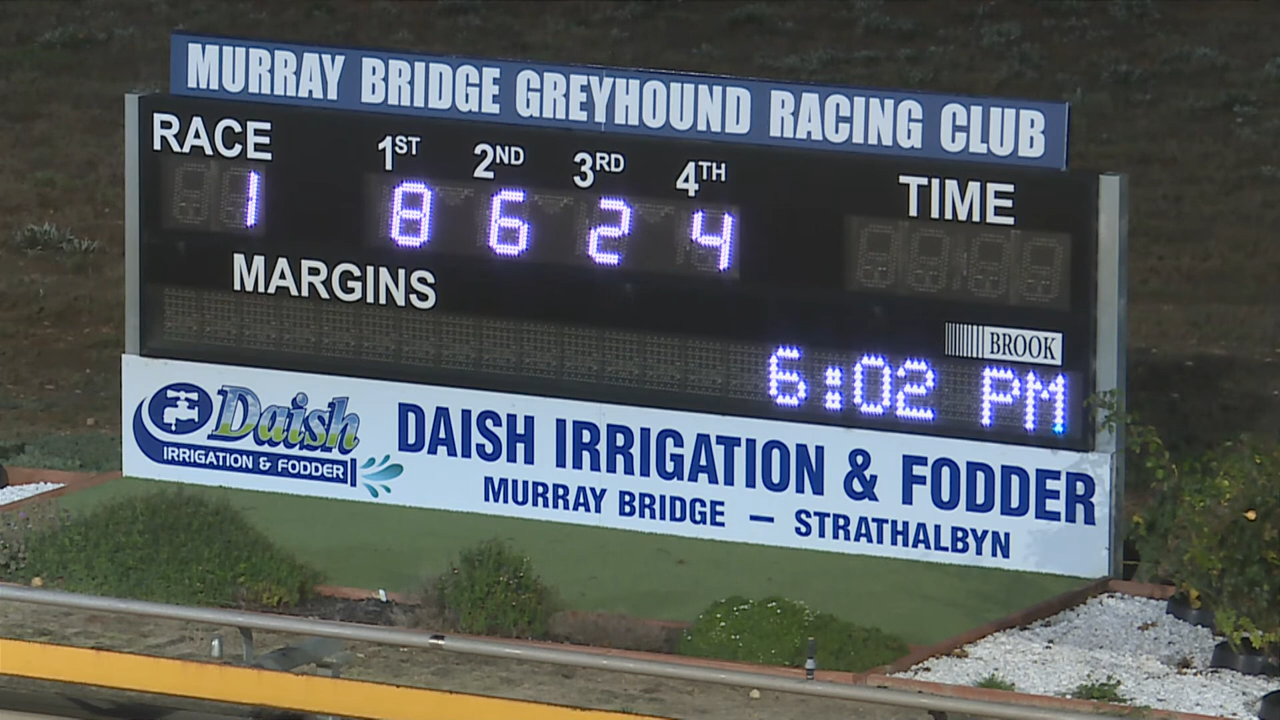 MURRAY BRIDGE GREYHOUND RACING CLUB
RACE 1ST 2ND 3RD 4TH TIME
1 8 6 2 4
MARGINS
BROOK
6:02 PM
Daish
IRRIGATION & FODDER
DAISH IRRIGATION & FODDER
MURRAY BRIDGE – STRATHALBYN